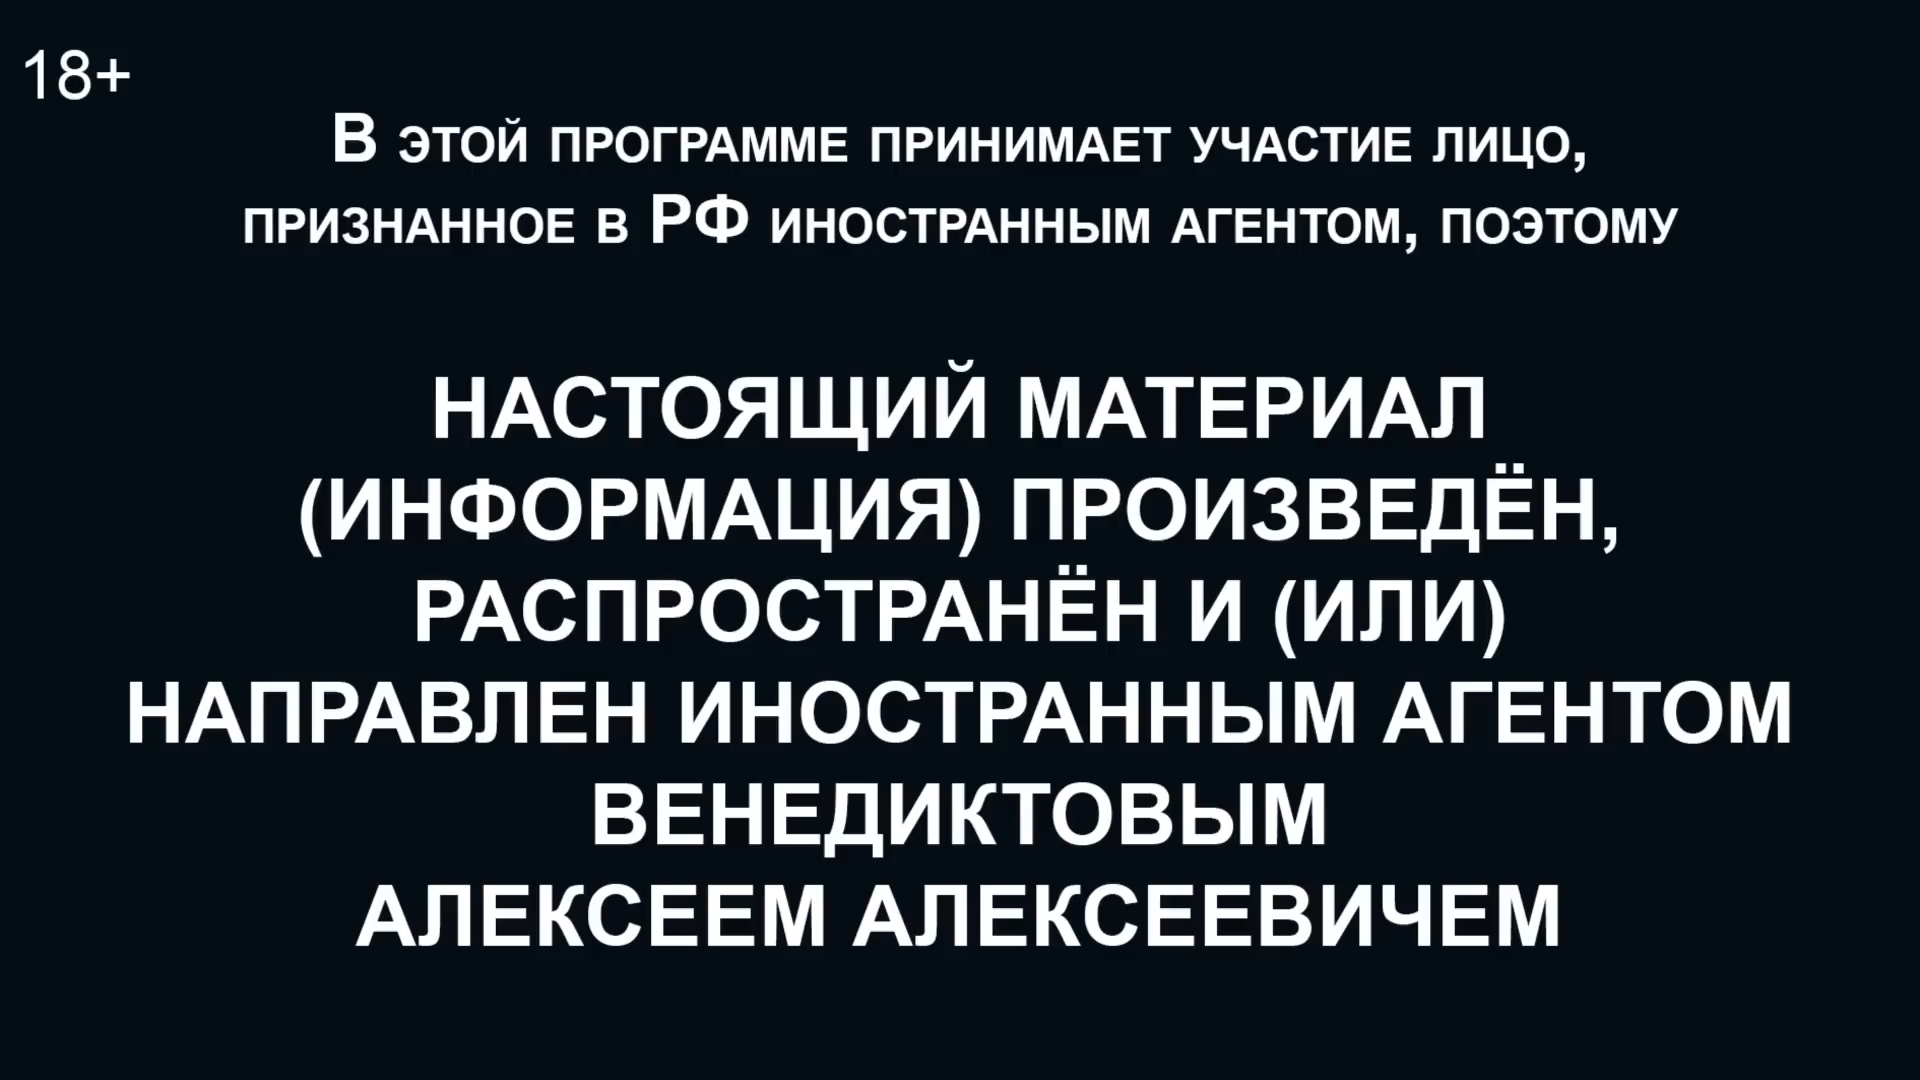 18+
В ЭТОЙ ПРОГРАММЕ ПРИНИМАЕТ УЧАСТИЕ ЛИЦО,
ПРИЗНАННОЕ В РФ ИНОСТРАННЫМ АГЕНТОМ, ПОЭТОМУ
НАСТОЯЩИЙ МАТЕРИАЛ
(ИНФОРМАЦИЯ) ПРОИЗВЕДЁН,
РАСПРОСТРАНЁН И (ИЛИ)
НАПРАВЛЕН ИНОСТРАННЫМ АГЕНТОМ
ВЕНЕДИКТОВЫМ
АЛЕКСЕЕМ АЛЕКСЕЕВИЧЕМ